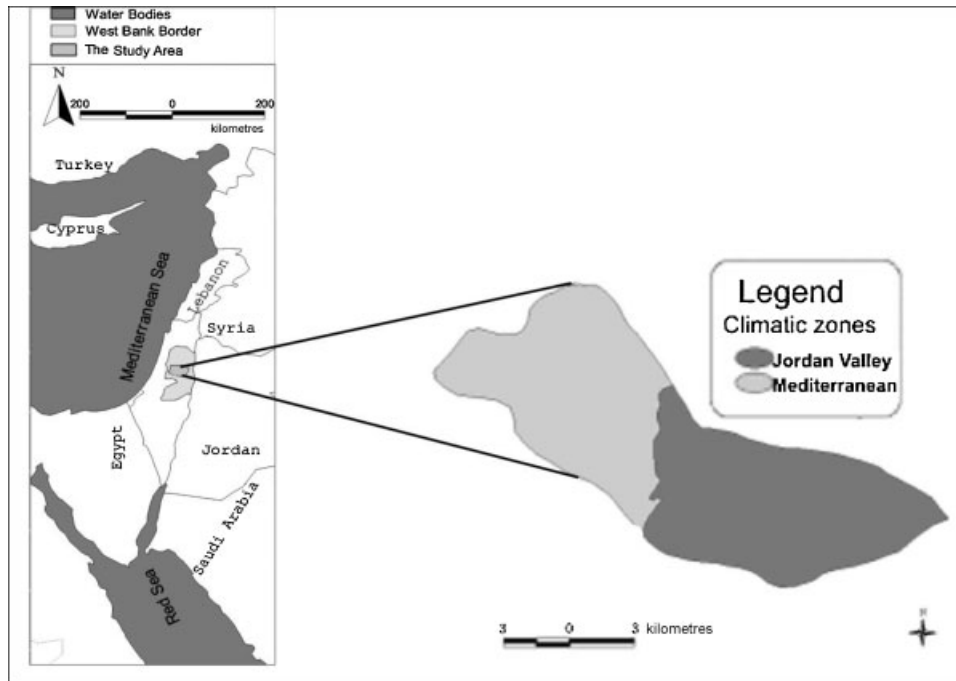 Water Bodies
West Bank Border
The Study Area
N
200 0 200
kilometres
Turkey
Cyprus
Mediterranean Sea
Lebanon
Syria
Egypt
Jordan
Saudi Arabia
Red Sea
Legend
Climatic zones
Jordan Valley
Mediterranean
3 0 3 kilometres
N